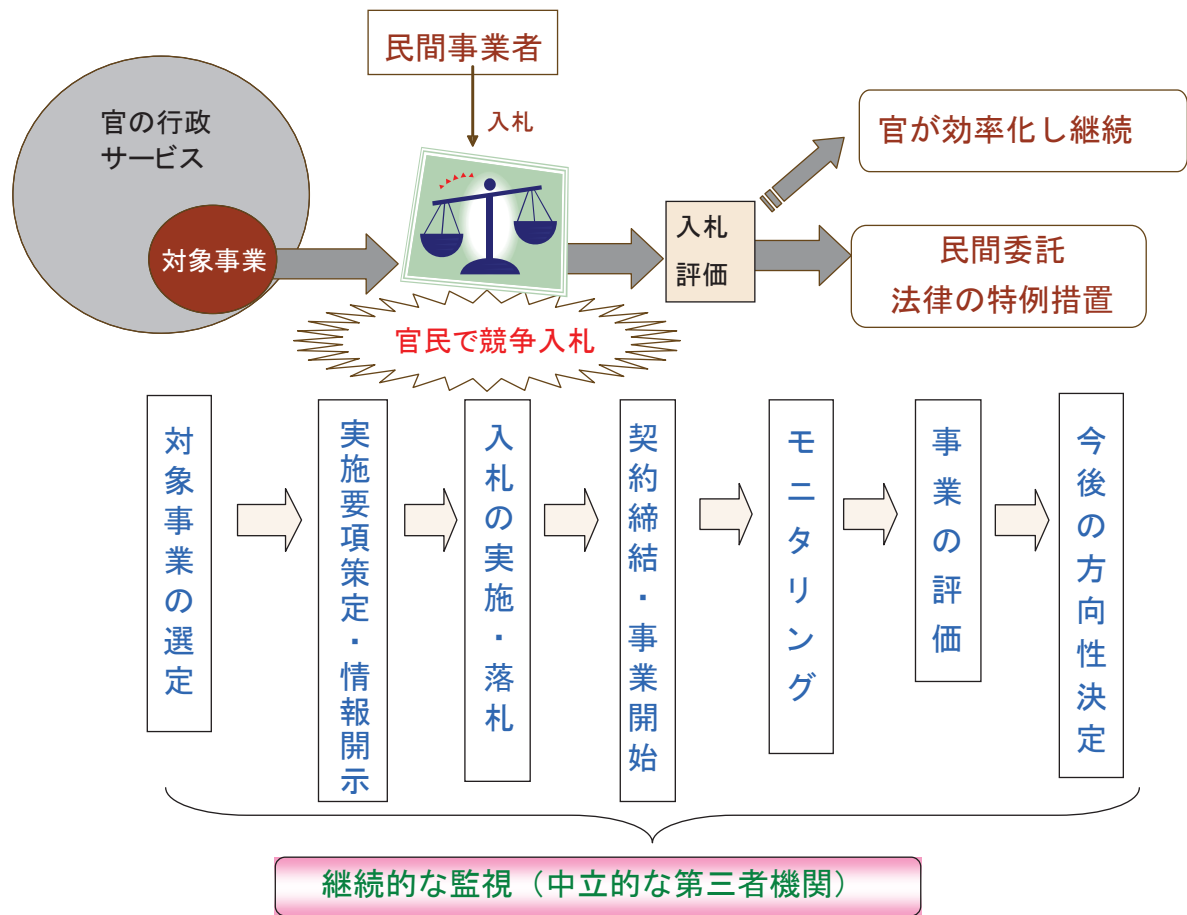 民間事業者
官の行政
サービス
入札
官が効率化し継続
対象事業
入札
評価
民間委託
法律の特例措置
官民で競争入札
対象事業の選定
実施要項策定・情報開示
入札の実施・落札
契約締結・事業開始
モニタリング
事業の評価
今後の方向性決定
継続的な監視（中立的な第三者機関）